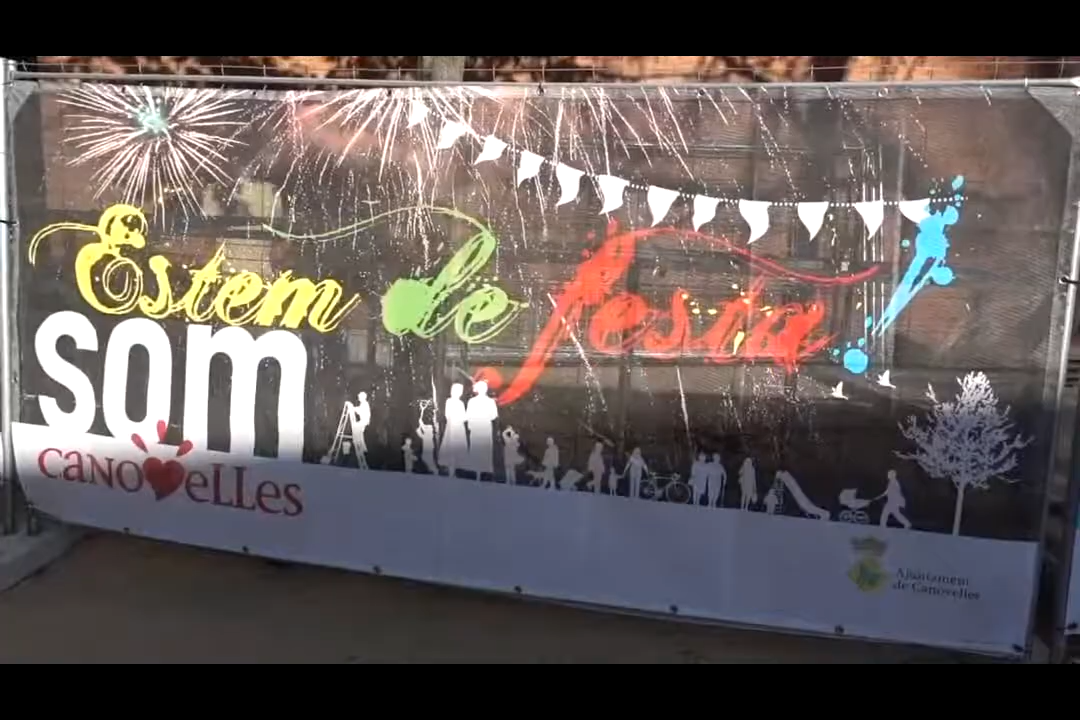 Estem de festa!
som
canovelles
Ajuntament
de Canovelles